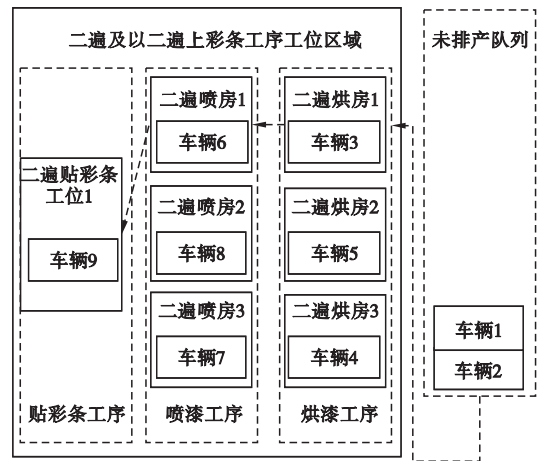 二遍及以二遍上彩条工序工位区域
未排产队列
二遍喷房1
车辆6
二遍烘房1
车辆3
二遍贴彩条
工位1
车辆9
二遍喷房2
车辆8
二遍烘房2
车辆5
二遍喷房3
车辆7
二遍烘房3
车辆4
车辆1
车辆2
贴彩条工序
喷漆工序
烘漆工序